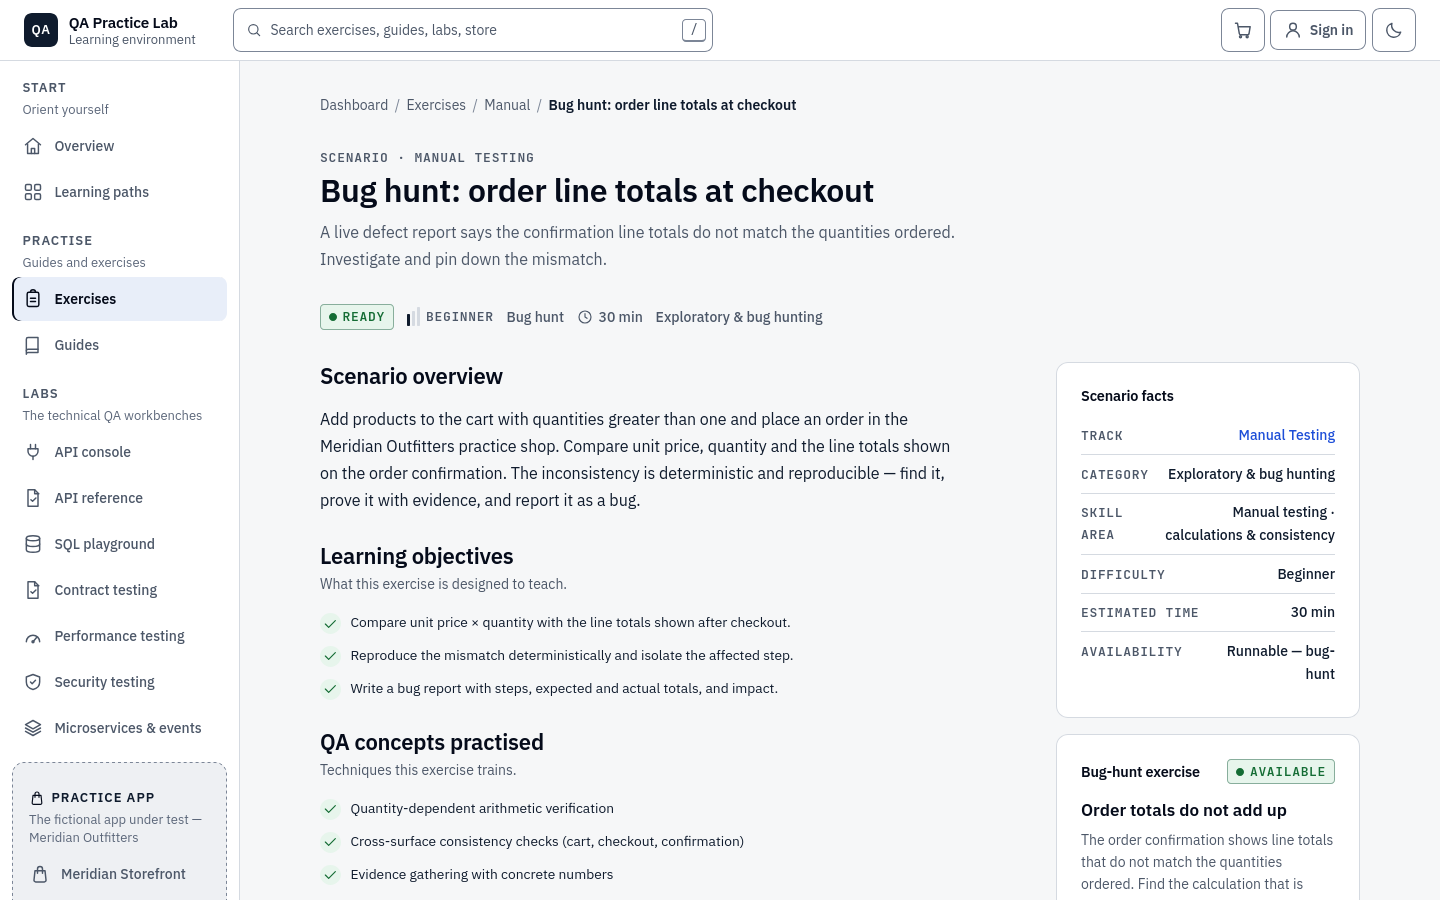 QA
QA Practice Lab
Learning environment
Search exercises, guides, labs, store
/
Sign in
START
Orient yourself
Overview
Learning paths
PRACTISE
Guides and exercises
Exercises
Guides
LABS
The technical QA workbenches
API console
API reference
SQL playground
Contract testing
Performance testing
Security testing
Microservices & events
PRACTICE APP
The fictional app under test —
Meridian Outfitters
Meridian Storefront
Dashboard / Exercises / Manual / Bug hunt: order line totals at checkout
SCENARIO · MANUAL TESTING
Bug hunt: order line totals at checkout
A live defect report says the confirmation line totals do not match the quantities ordered.
Investigate and pin down the mismatch.
READY BEGINNER Bug hunt 30 min Exploratory & bug hunting
Scenario overview
Add products to the cart with quantities greater than one and place an order in the
Meridian Outfitters practice shop. Compare unit price, quantity and the line totals shown
on the order confirmation. The inconsistency is deterministic and reproducible — find it,
prove it with evidence, and report it as a bug.
Learning objectives
What this exercise is designed to teach.
Compare unit price × quantity with the line totals shown after checkout.
Reproduce the mismatch deterministically and isolate the affected step.
Write a bug report with steps, expected and actual totals, and impact.
QA concepts practised
Techniques this exercise trains.
Quantity-dependent arithmetic verification
Cross-surface consistency checks (cart, checkout, confirmation)
Evidence gathering with concrete numbers
Scenario facts
TRACK Manual Testing
CATEGORY Exploratory & bug hunting
SKILL AREA Manual testing ·
calculations & consistency
DIFFICULTY Beginner
ESTIMATED TIME 30 min
AVAILABILITY Runnable — bug-
hunt
Bug-hunt exercise AVAILABLE
Order totals do not add up
The order confirmation shows line totals
that do not match the quantities
ordered. Find the calculation that is